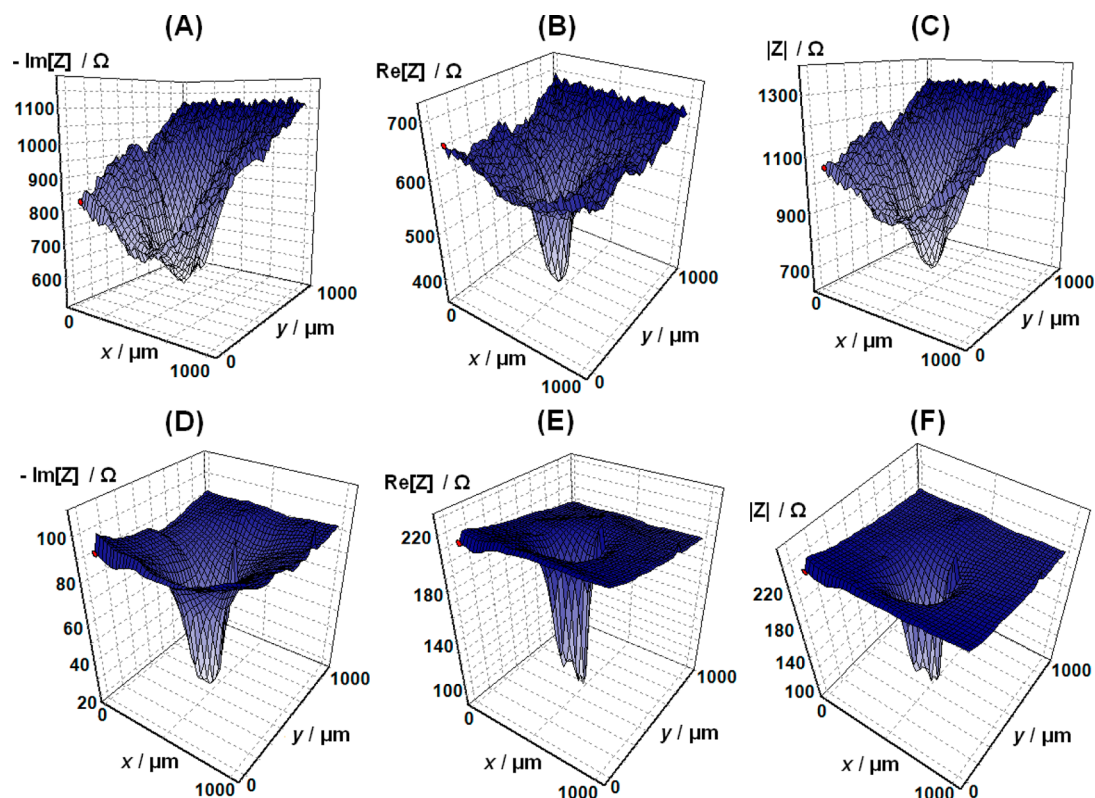 (A)
- Im[Z] / Ω
1100
1000
900
800
700
600
0
x / µm
1000
0
y / µm
1000
(B)
Re[Z] / Ω
700
600
500
400
0
x / µm
1000
0
y / µm
1000
(C)
|Z| / Ω
1300
1100
900
700
0
x / µm
1000
0
y / µm
1000
(D)
- Im[Z] / Ω
100
80
60
40
20
0
x / µm
1000
0
y / µm
1000
(E)
Re[Z] / Ω
220
180
140
100
0
x / µm
1000
0
y / µm
1000
(F)
|Z| / Ω
220
180
140
100
0
x / µm
1000
0
y / µm
1000